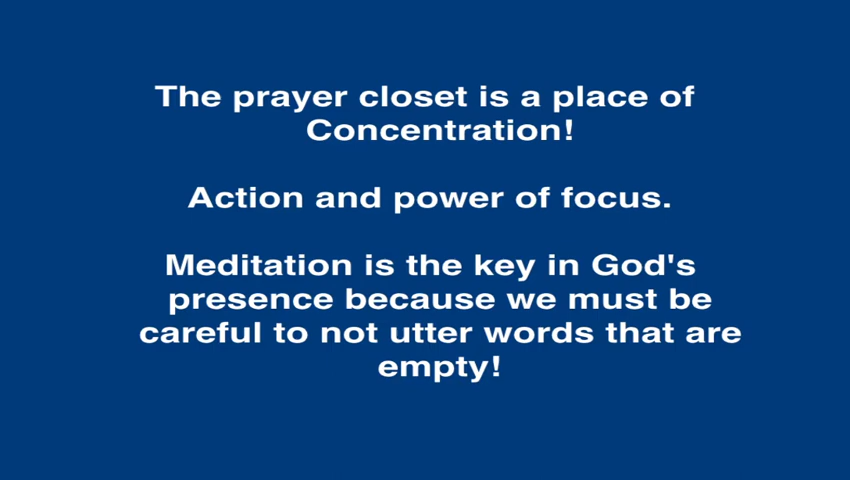 The prayer closet is a place of
Concentration!
Action and power of focus.
Meditation is the key in God's
presence because we must be
careful to not utter words that are
empty!